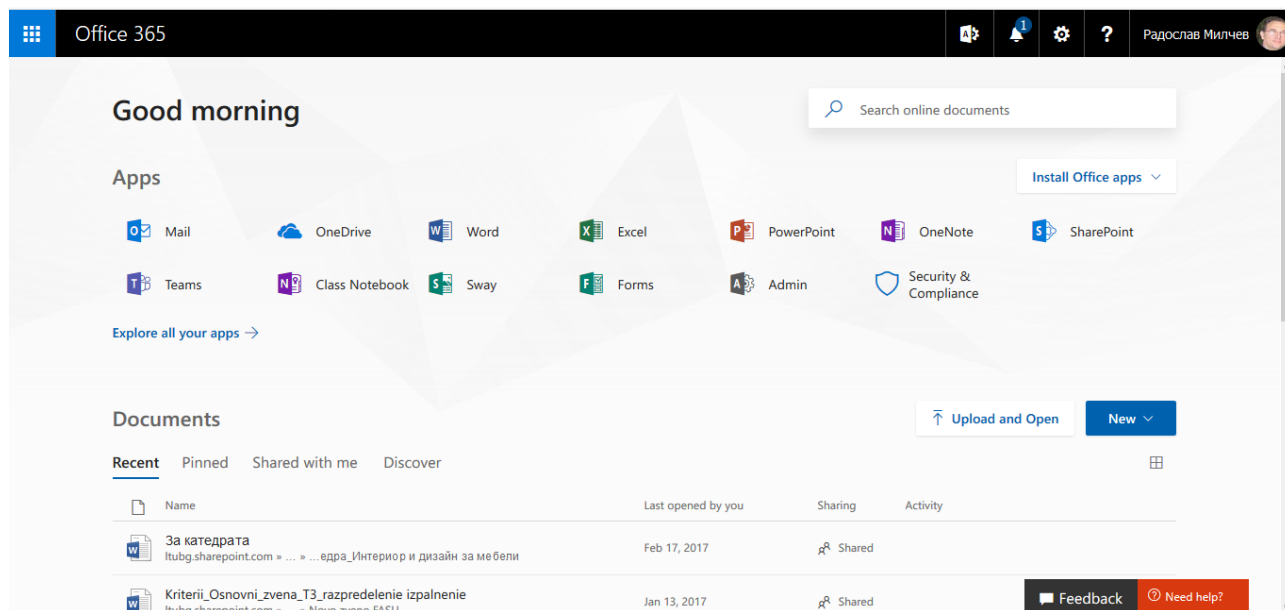 Office 365
1
?
Радослав Милчев
Good morning
Search online documents
Apps
Install Office apps
Mail
OneDrive
Word
Excel
PowerPoint
OneNote
SharePoint
Teams
Class Notebook
Sway
Forms
Admin
Security &
Compliance
Explore all your apps →
Documents
Upload and Open
New
Recent Pinned Shared with me Discover
Name Last opened by you Sharing Activity
За катедрата
ltubg.sharepoint.com » ... » ...едра_Интериор и дизайн за мебели
Feb 17, 2017
Shared
Kriterii_Osnovni_zvena_T3_razpredelenie izpalnenie
Jan 13, 2017
Shared
Feedback
Need help?